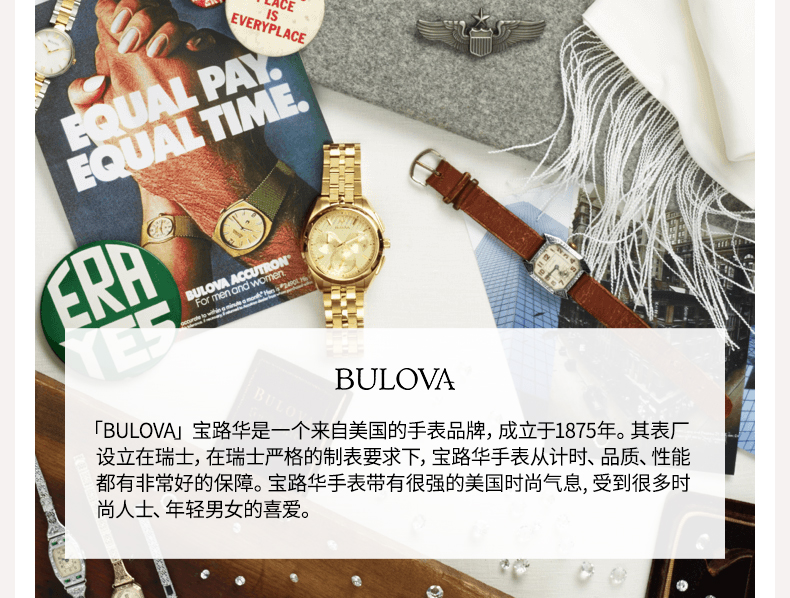 PLACE
IS
EVERYPLACE
EQUAL PAY.
EQUAL TIME.
BULOVA ACCUTRON®
For men and women.
ERA
YES
BULOVA
「BULOVA」宝路华是一个来自美国的手表品牌，成立于1875年。其表厂
设立在瑞士，在瑞士严格的制表要求下，宝路华手表从计时、品质、性能
都有非常好的保障。宝路华手表带有很强的美国时尚气息，受到很多时
尚人士、年轻男女的喜爱。